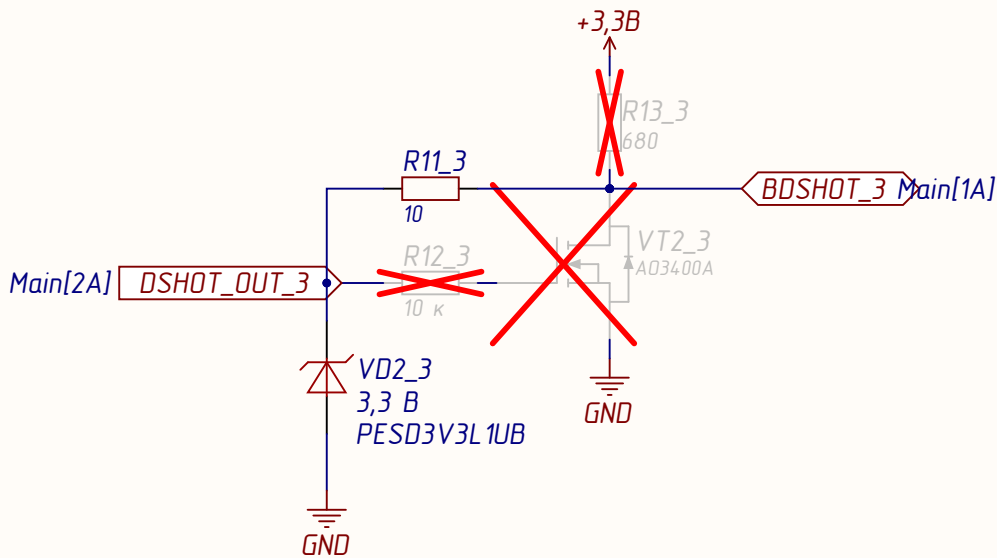 +3,3В
R13_3
680
R11_3
10
BDSHOT_3 Main[1A]
R12_3
10 к
VT2_3
AO3400A
Main[2A] DSHOT_OUT_3
VD2_3
3,3 В
PESD3V3L1UB
GND
GND